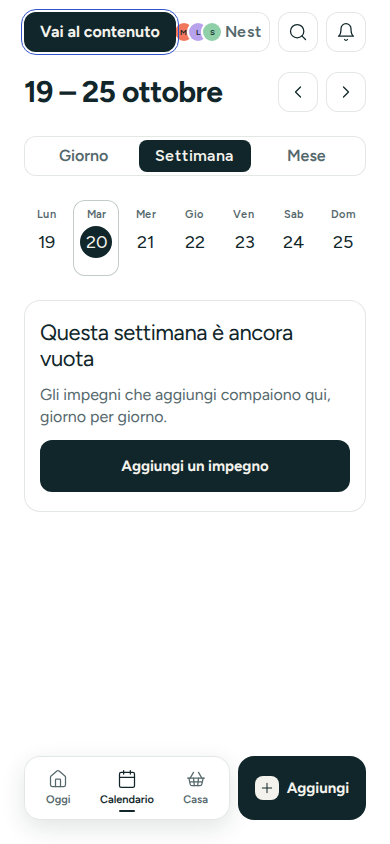 Vai al contenuto M L S Nest
19 – 25 ottobre
Giorno Settimana Mese
Lun Mar Mer Gio Ven Sab Dom
19 20 21 22 23 24 25
Questa settimana è ancora
vuota
Gli impegni che aggiungi compaiono qui,
giorno per giorno.
Aggiungi un impegno
Oggi Calendario Casa Aggiungi